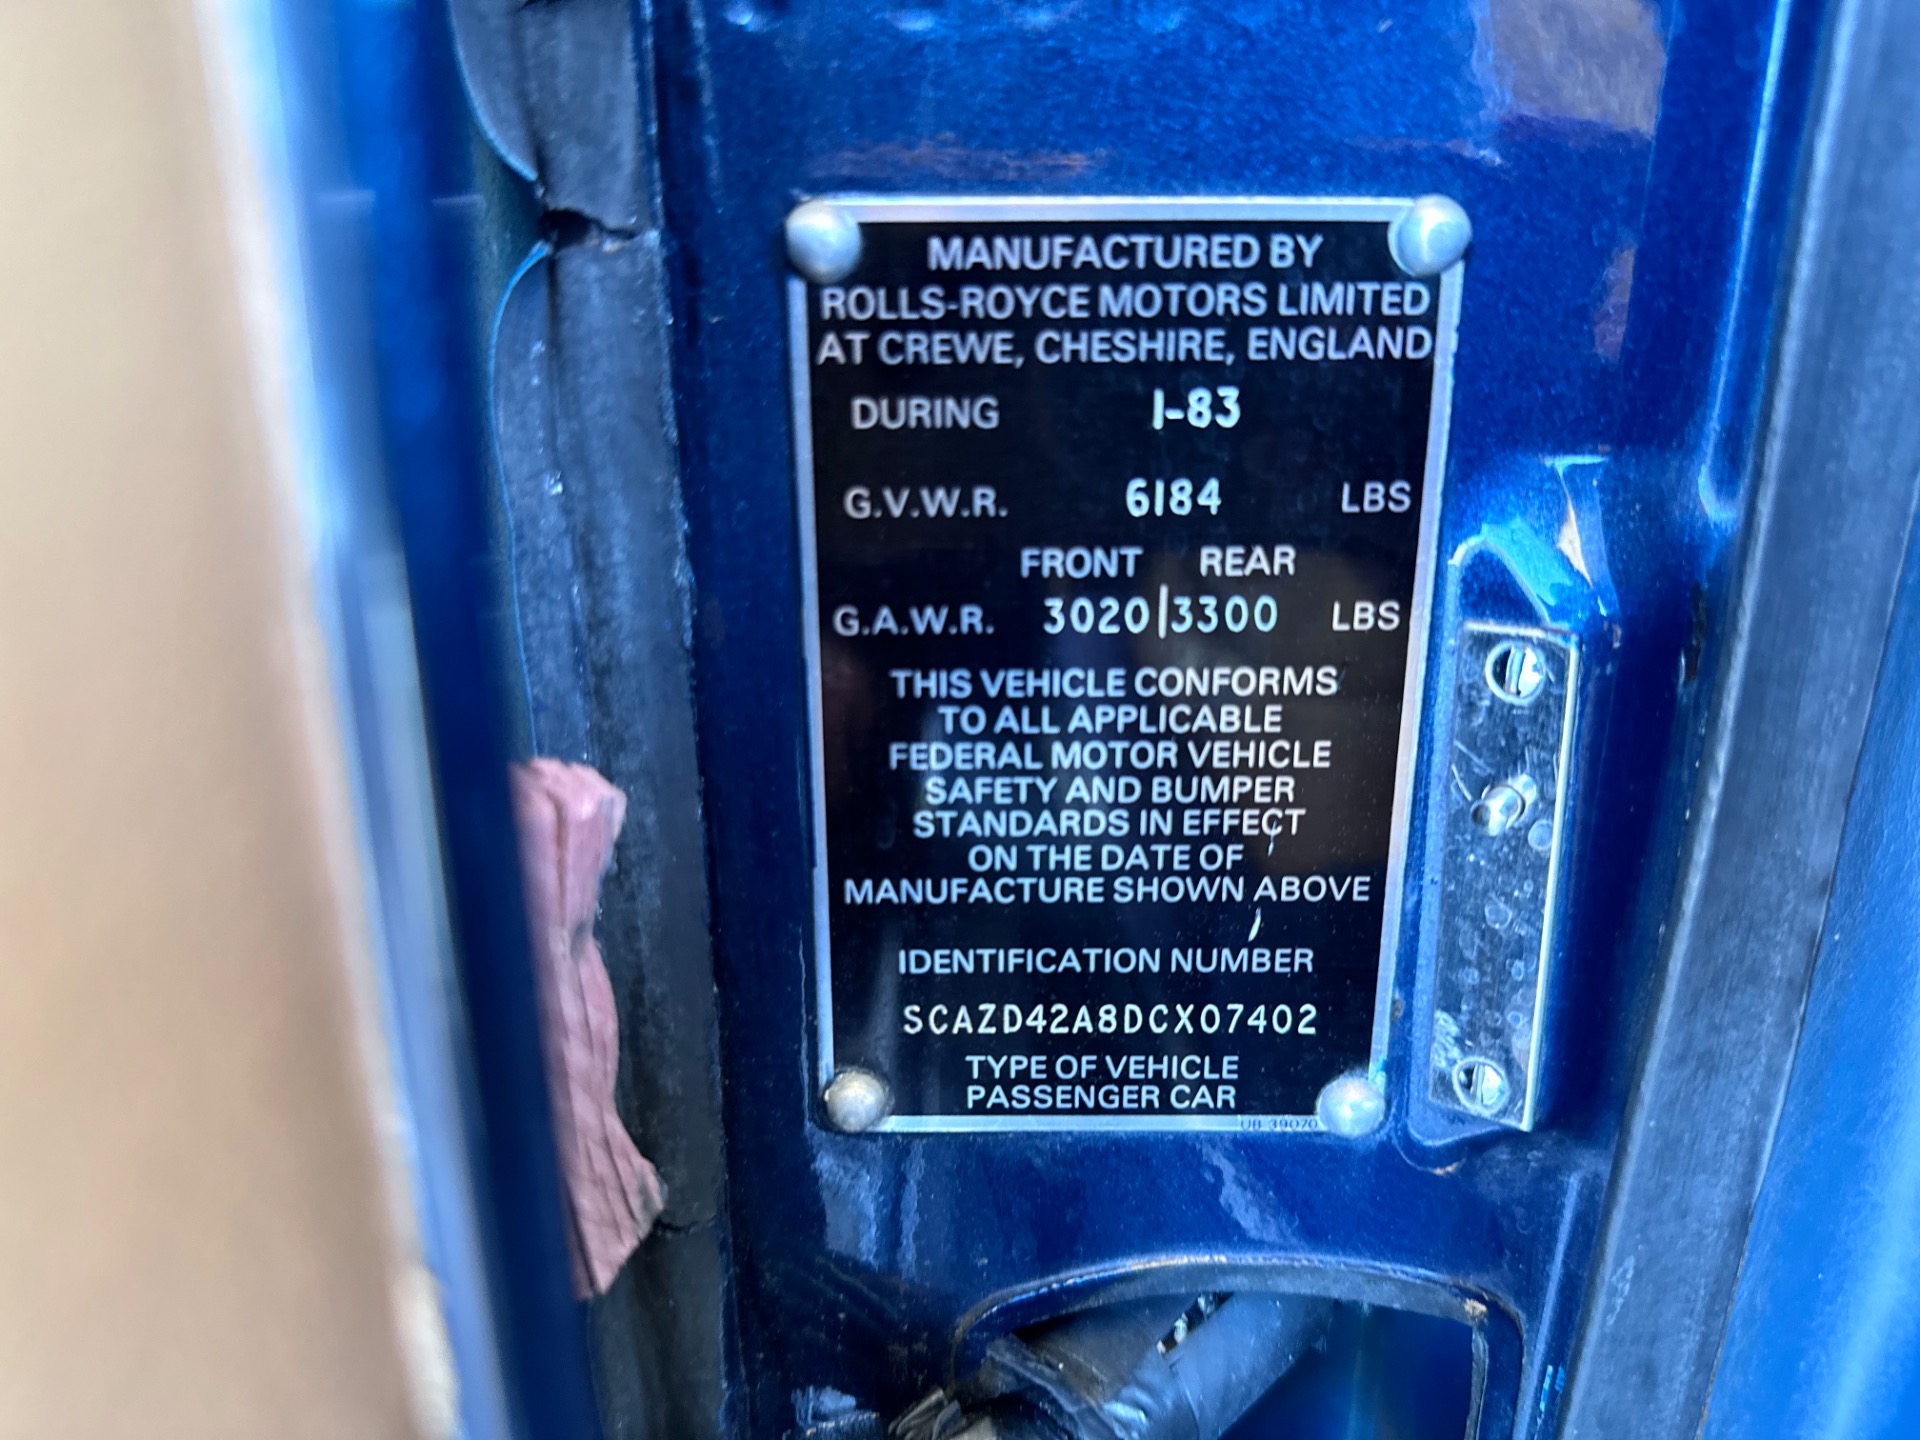 MANUFACTURED BY
ROLLS-ROYCE MOTORS LIMITED
AT CREWE, CHESHIRE, ENGLAND
DURING 1-83
G.V.W.R. 6184 LBS
FRONT REAR
G.A.W.R. 3020|3300 LBS
THIS VEHICLE CONFORMS
TO ALL APPLICABLE
FEDERAL MOTOR VEHICLE
SAFETY AND BUMPER
STANDARDS IN EFFECT
ON THE DATE OF
MANUFACTURE SHOWN ABOVE
IDENTIFICATION NUMBER
SCAZD42A8DCX07402
TYPE OF VEHICLE
PASSENGER CAR
UB 39070